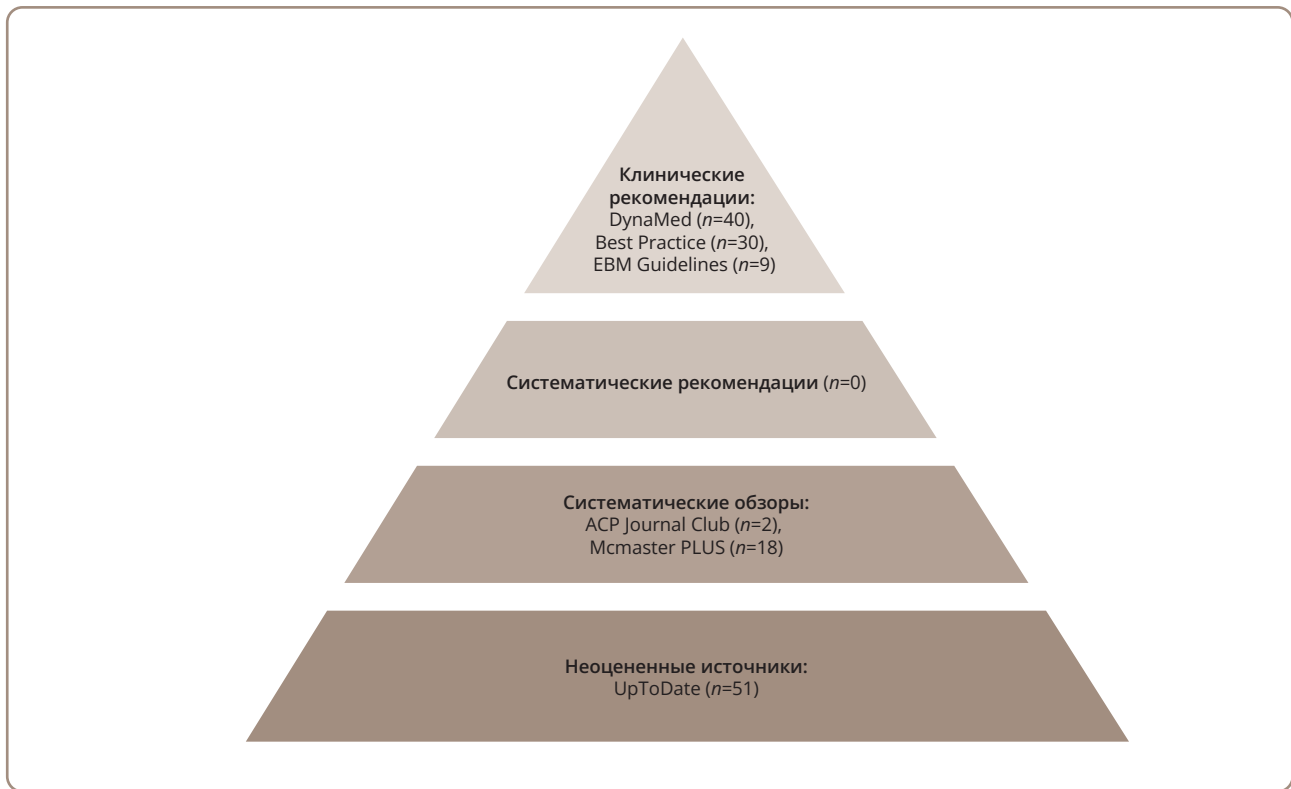 Клинические
рекомендации:
DynaMed (n=40),
Best Practice (n=30),
EBM Guidelines (n=9)
Систематические рекомендации (n=0)
Систематические обзоры:
ACP Journal Club (n=2),
Mcmaster PLUS (n=18)
Неоцененные источники:
UpToDate (n=51)